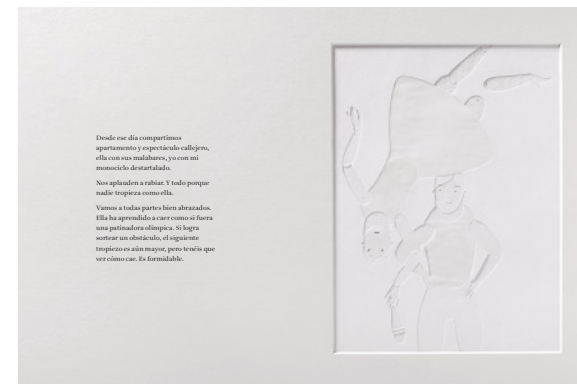 Desde ese día compartimos
apartamento y espectáculo callejero,
ella con sus malabares, yo con mi
monociclo destartalado.
Nos aplauden a rabiar. Y todo porque
nadie tropieza como ella.
Vamos a todas partes bien abrazados.
Ella ha aprendido a caer como si fuera
una patinadora olímpica. Si logra
sortear un obstáculo, el siguiente
tropiezo es aún mayor, pero tenéis que
ver cómo cae. Es formidable.